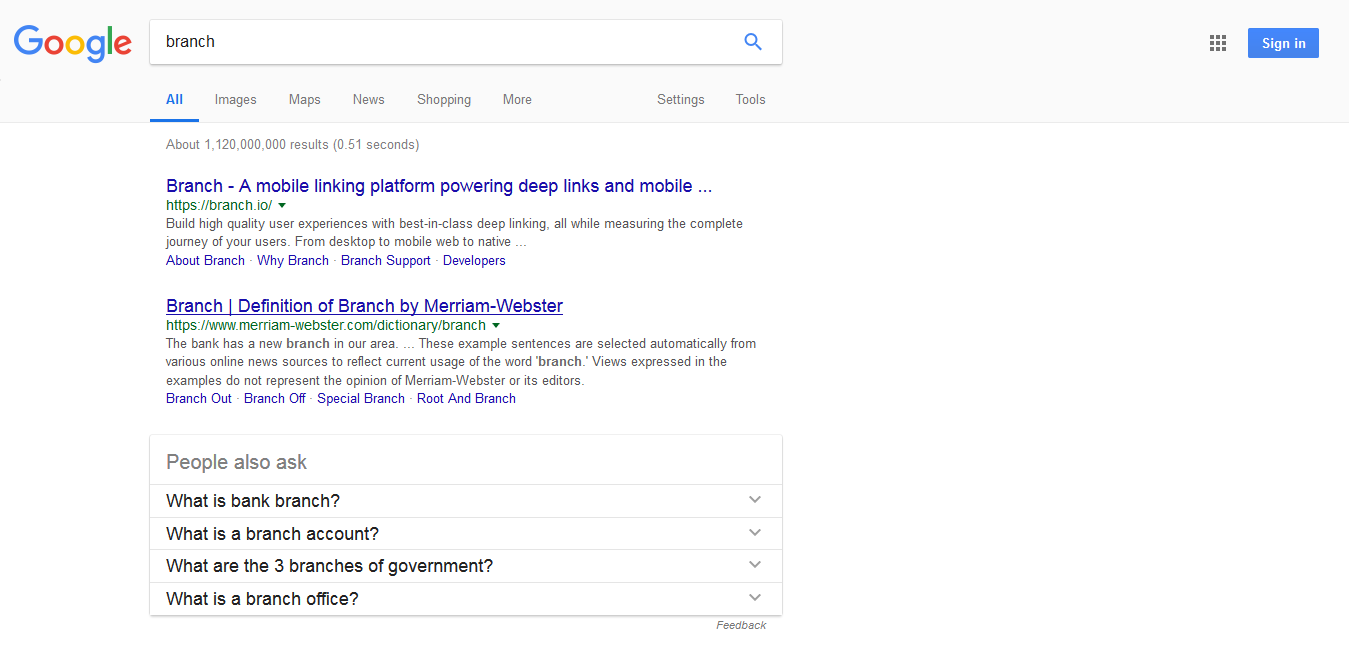 Google
branch
Sign in
All Images Maps News Shopping More Settings Tools
About 1,120,000,000 results (0.51 seconds)
Branch - A mobile linking platform powering deep links and mobile ...
https://branch.io/
Build high quality user experiences with best-in-class deep linking, all while measuring the complete
journey of your users. From desktop to mobile web to native ...
About Branch · Why Branch · Branch Support · Developers
Branch | Definition of Branch by Merriam-Webster
https://www.merriam-webster.com/dictionary/branch
The bank has a new branch in our area. ... These example sentences are selected automatically from
various online news sources to reflect current usage of the word 'branch.' Views expressed in the
examples do not represent the opinion of Merriam-Webster or its editors.
Branch Out · Branch Off · Special Branch · Root And Branch
People also ask
What is bank branch?
What is a branch account?
What are the 3 branches of government?
What is a branch office?
Feedback